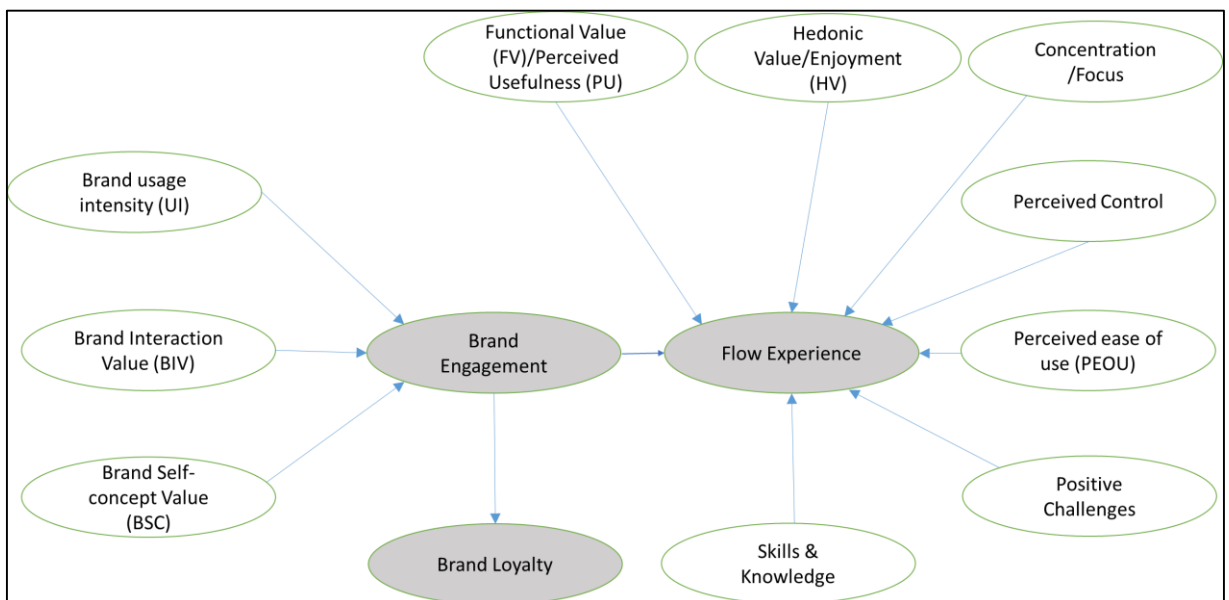 Functional Value
(FV)/Perceived
Usefulness (PU)
Hedonic
Value/Enjoyment
(HV)
Concentration
/Focus
Brand usage
intensity (UI)
Perceived Control
Brand Interaction
Value (BIV)
Brand
Engagement
Flow Experience
Perceived ease of
use (PEOU)
Brand Self-
concept Value
(BSC)
Positive
Challenges
Brand Loyalty
Skills &
Knowledge